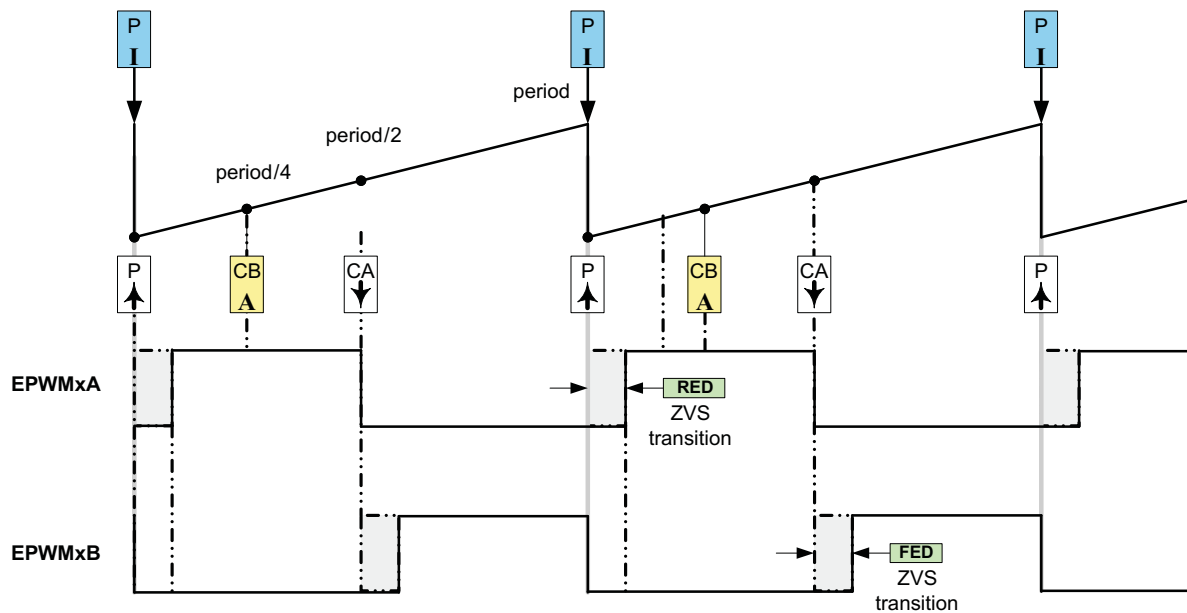 P
I
P
I
P
I
period
period/2
period/4
P
CB
A
CA
P
CB
A
CA
P
EPWMxA
RED
ZVS
transition
EPWMxB
FED
ZVS
transition